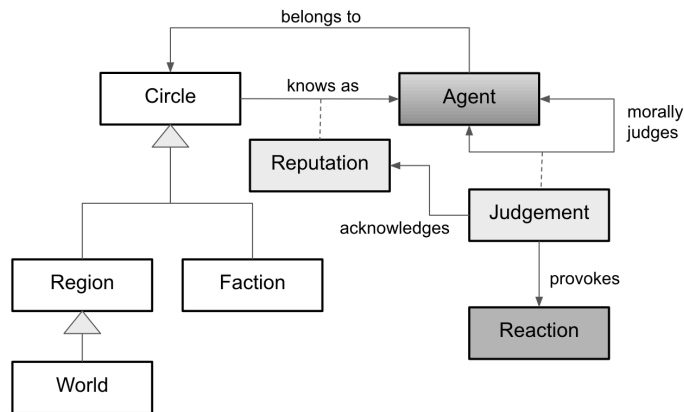 belongs to
Circle
knows as
Agent
morally
judges
Reputation
Judgement
acknowledges
Region
Faction
provokes
Reaction
World